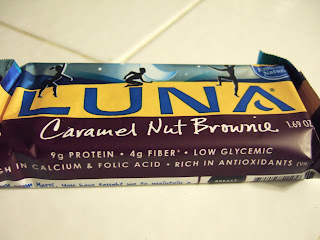 LUNA
Caramel Nut Brownie 1.69 OZ
9g PROTEIN • 4g FIBER* • LOW GLYCEMIC
IN CALCIUM & FOLIC ACID • RICH IN ANTIOXIDANTS